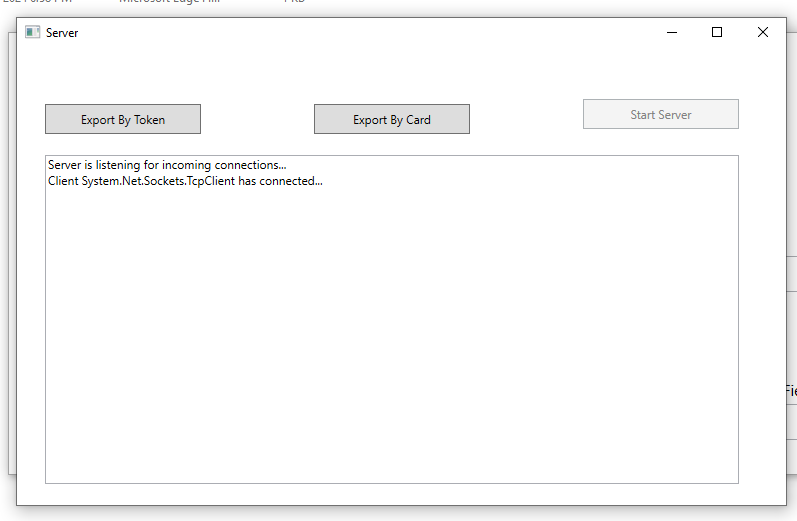 Server
Export By Token
Export By Card
Start Server
Server is listening for incoming connections...
Client System.Net.Sockets.TcpClient has connected...